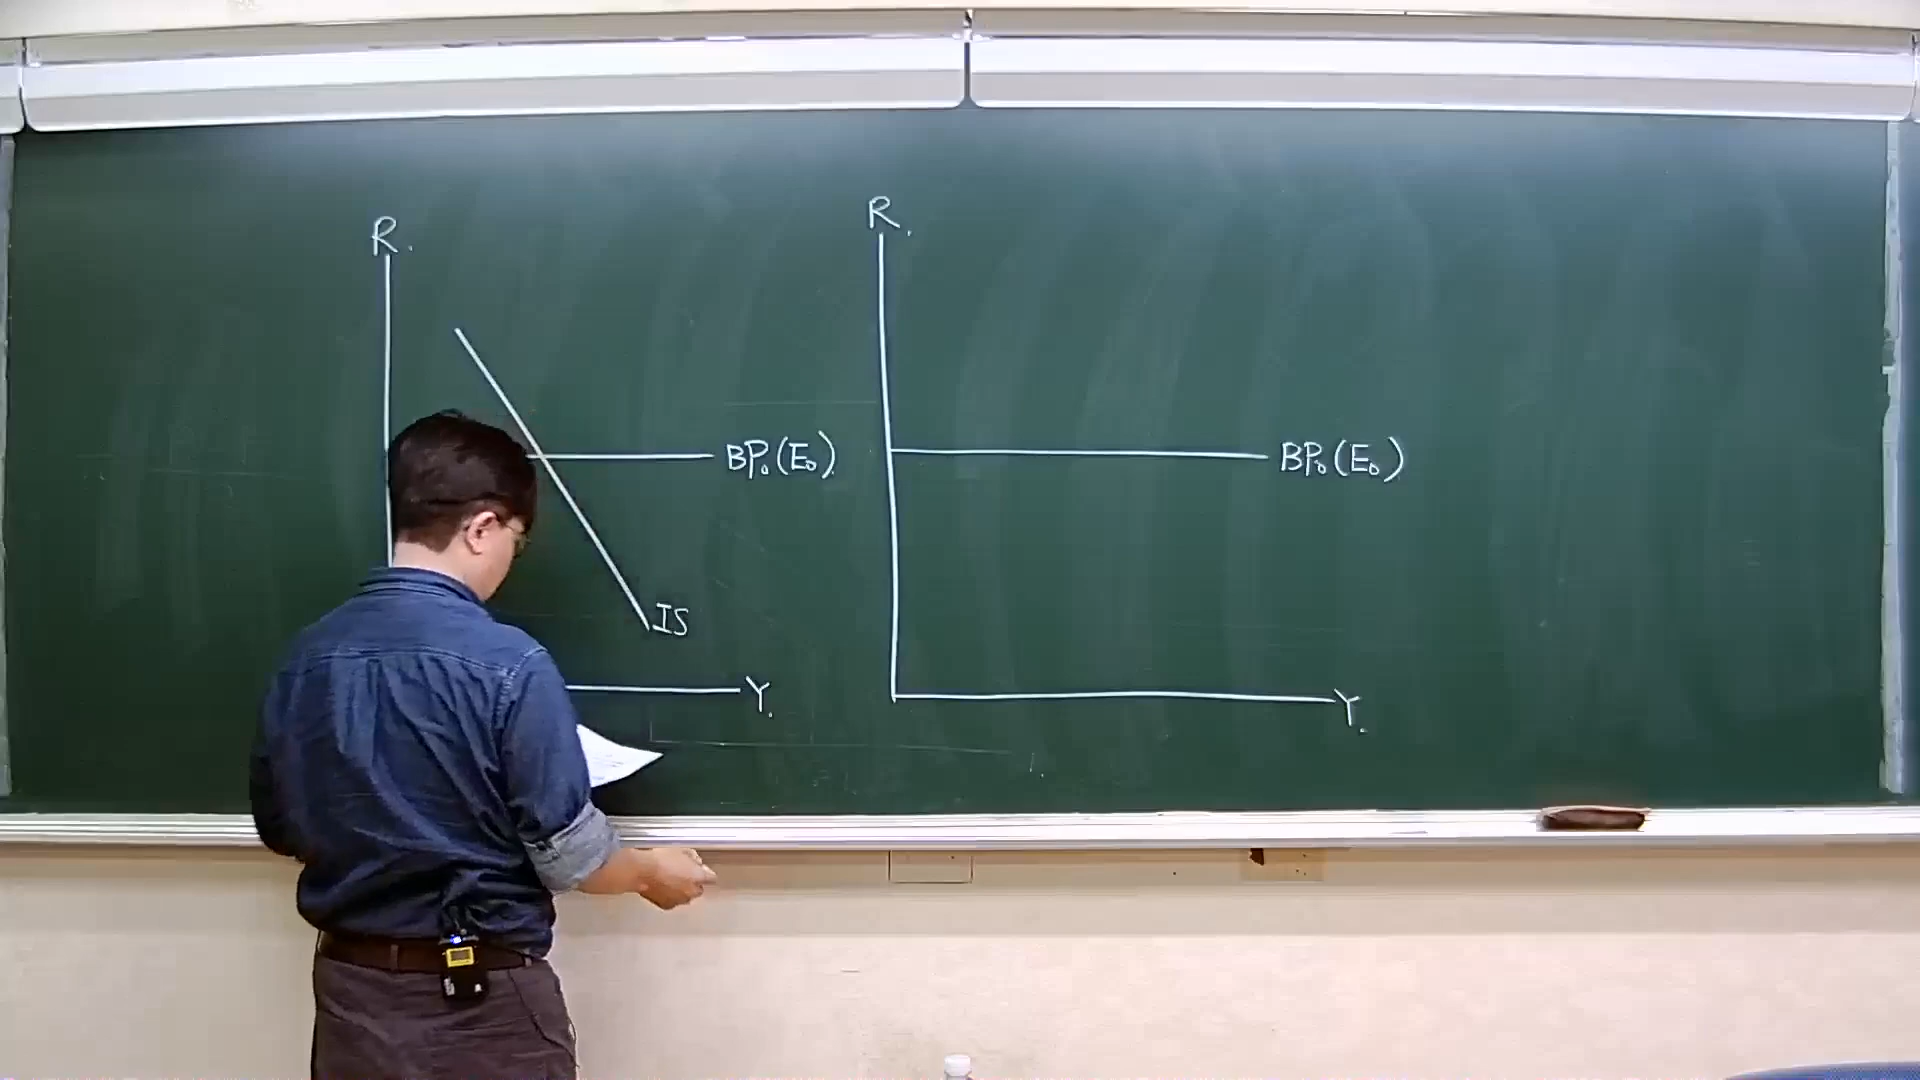 R.
BP₀(E₀)
IS
Y.
R.
BP₀(E₀)
Y.